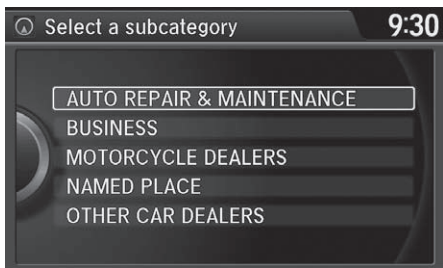 Select a subcategory 9:30
AUTO REPAIR & MAINTENANCE
BUSINESS
MOTORCYCLE DEALERS
NAMED PLACE
OTHER CAR DEALERS